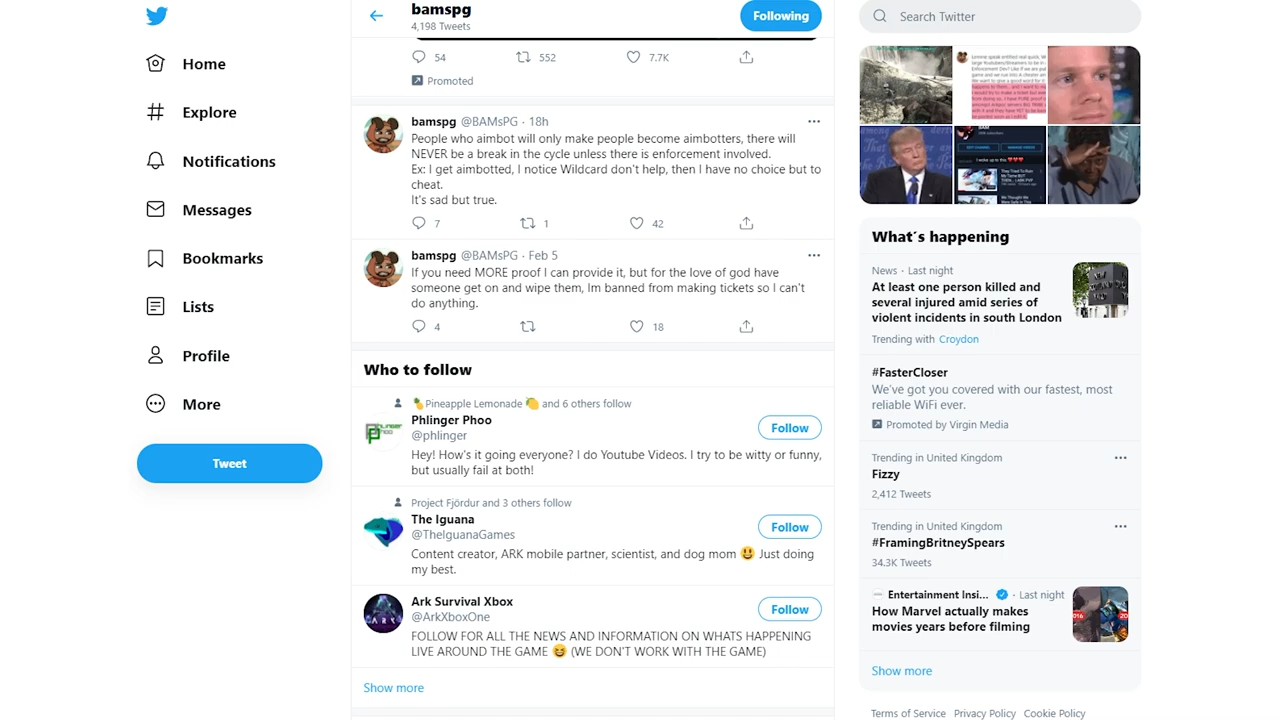 bamspg
4,198 Tweets
Following
Search Twitter
Home
Explore
Notifications
Messages
Bookmarks
Lists
Profile
More
Tweet
54 552 7.7K
Promoted
bamspg @BAMsPG · 18h
People who aimbot will only make people become aimbotters, there will
NEVER be a break in the cycle unless there is enforcement involved.
Ex: I get aimbotted, I notice Wildcard don't help, then I have no choice but to
cheat.
It's sad but true.
7 1 42
bamspg @BAMsPG · Feb 5
If you need MORE proof I can provide it, but for the love of god have
someone get on and wipe them, Im banned from making tickets so I can't
do anything.
4 18
Who to follow
🍍Pineapple Lemonade 🍋 and 6 others follow
Phlinger Phoo
@phlinger
Follow
Hey! How's it going everyone? I do Youtube Videos. I try to be witty or funny,
but usually fail at both!
Project Fjördur and 3 others follow
The Iguana
@TheIguanaGames
Follow
Content creator, ARK mobile partner, scientist, and dog mom 😃 Just doing
my best.
Ark Survival Xbox
@ArkXboxOne
Follow
FOLLOW FOR ALL THE NEWS AND INFORMATION ON WHATS HAPPENING
LIVE AROUND THE GAME 😆 (WE DON'T WORK WITH THE GAME)
Show more
What´s happening
News · Last night
At least one person killed and
several injured amid series of
violent incidents in south London
Trending with Croydon
#FasterCloser
We've got you covered with our fastest, most
reliable WiFi ever.
Promoted by Virgin Media
Trending in United Kingdom
Fizzy
2,412 Tweets
Trending in United Kingdom
#FramingBritneySpears
34.3K Tweets
Entertainment Insi... · Last night
How Marvel actually makes
movies years before filming
Show more
Terms of Service Privacy Policy Cookie Policy